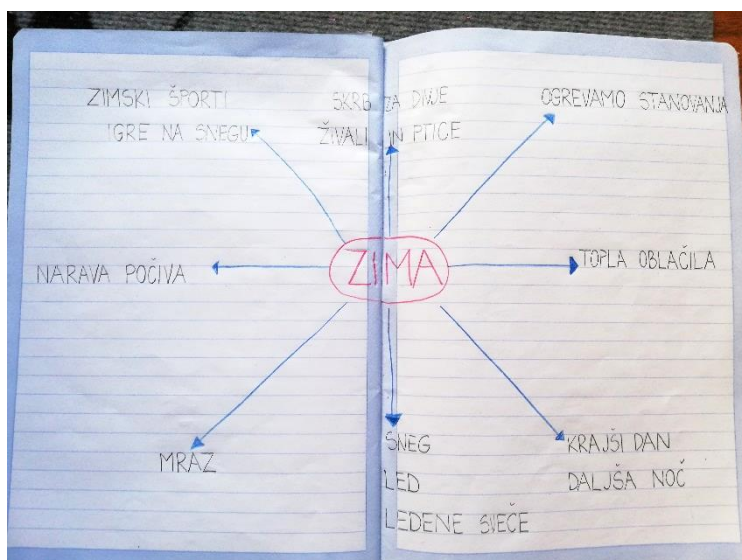 ZIMSKI ŠPORTI
IGRE NA SNEGU
SKRB ZA DIVJE
ŽIVALI IN PTICE
OGREVAMO STANOVANJA
NARAVA POČIVA
ZIMA
TOPLA OBLAČILA
MRAZ
SNEG
LED
LEDENE SVEČE
KRAJŠI DAN
DALJŠA NOČ